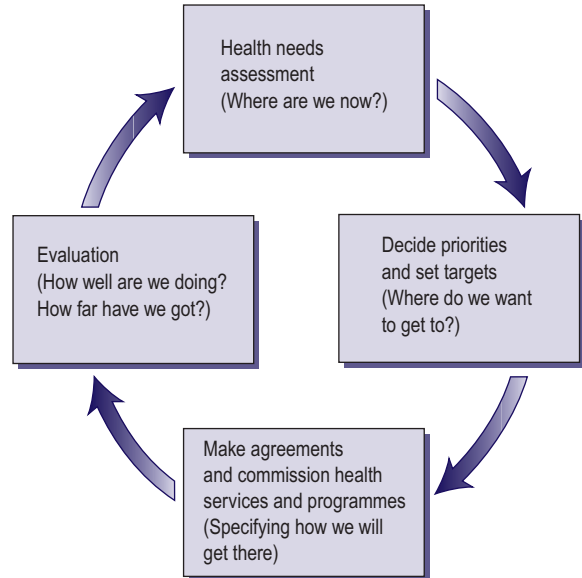 Health needs
assessment
(Where are we now?)
Decide priorities
and set targets
(Where do we want
to get to?)
Make agreements
and commission health
services and programmes
(Specifying how we will
get there)
Evaluation
(How well are we doing?
How far have we got?)